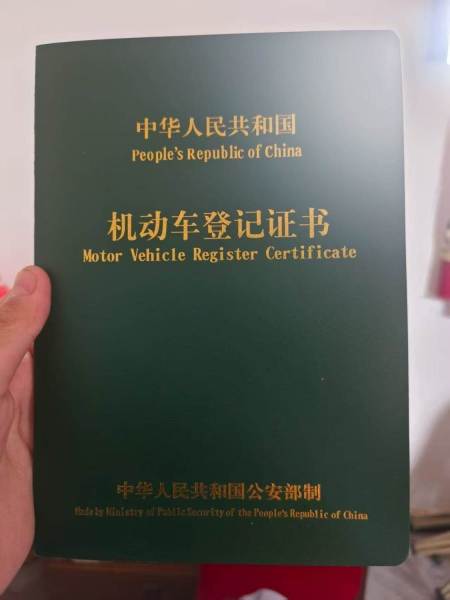 中华人民共和国
People's Republic of China
机动车登记证书
Motor Vehicle Register Certificate
中华人民共和国公安部制
Made by Ministry of Public Security of the People's Republic of China